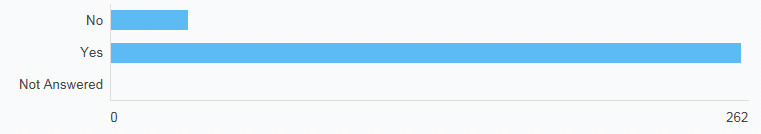 No
Yes
Not Answered
0 262